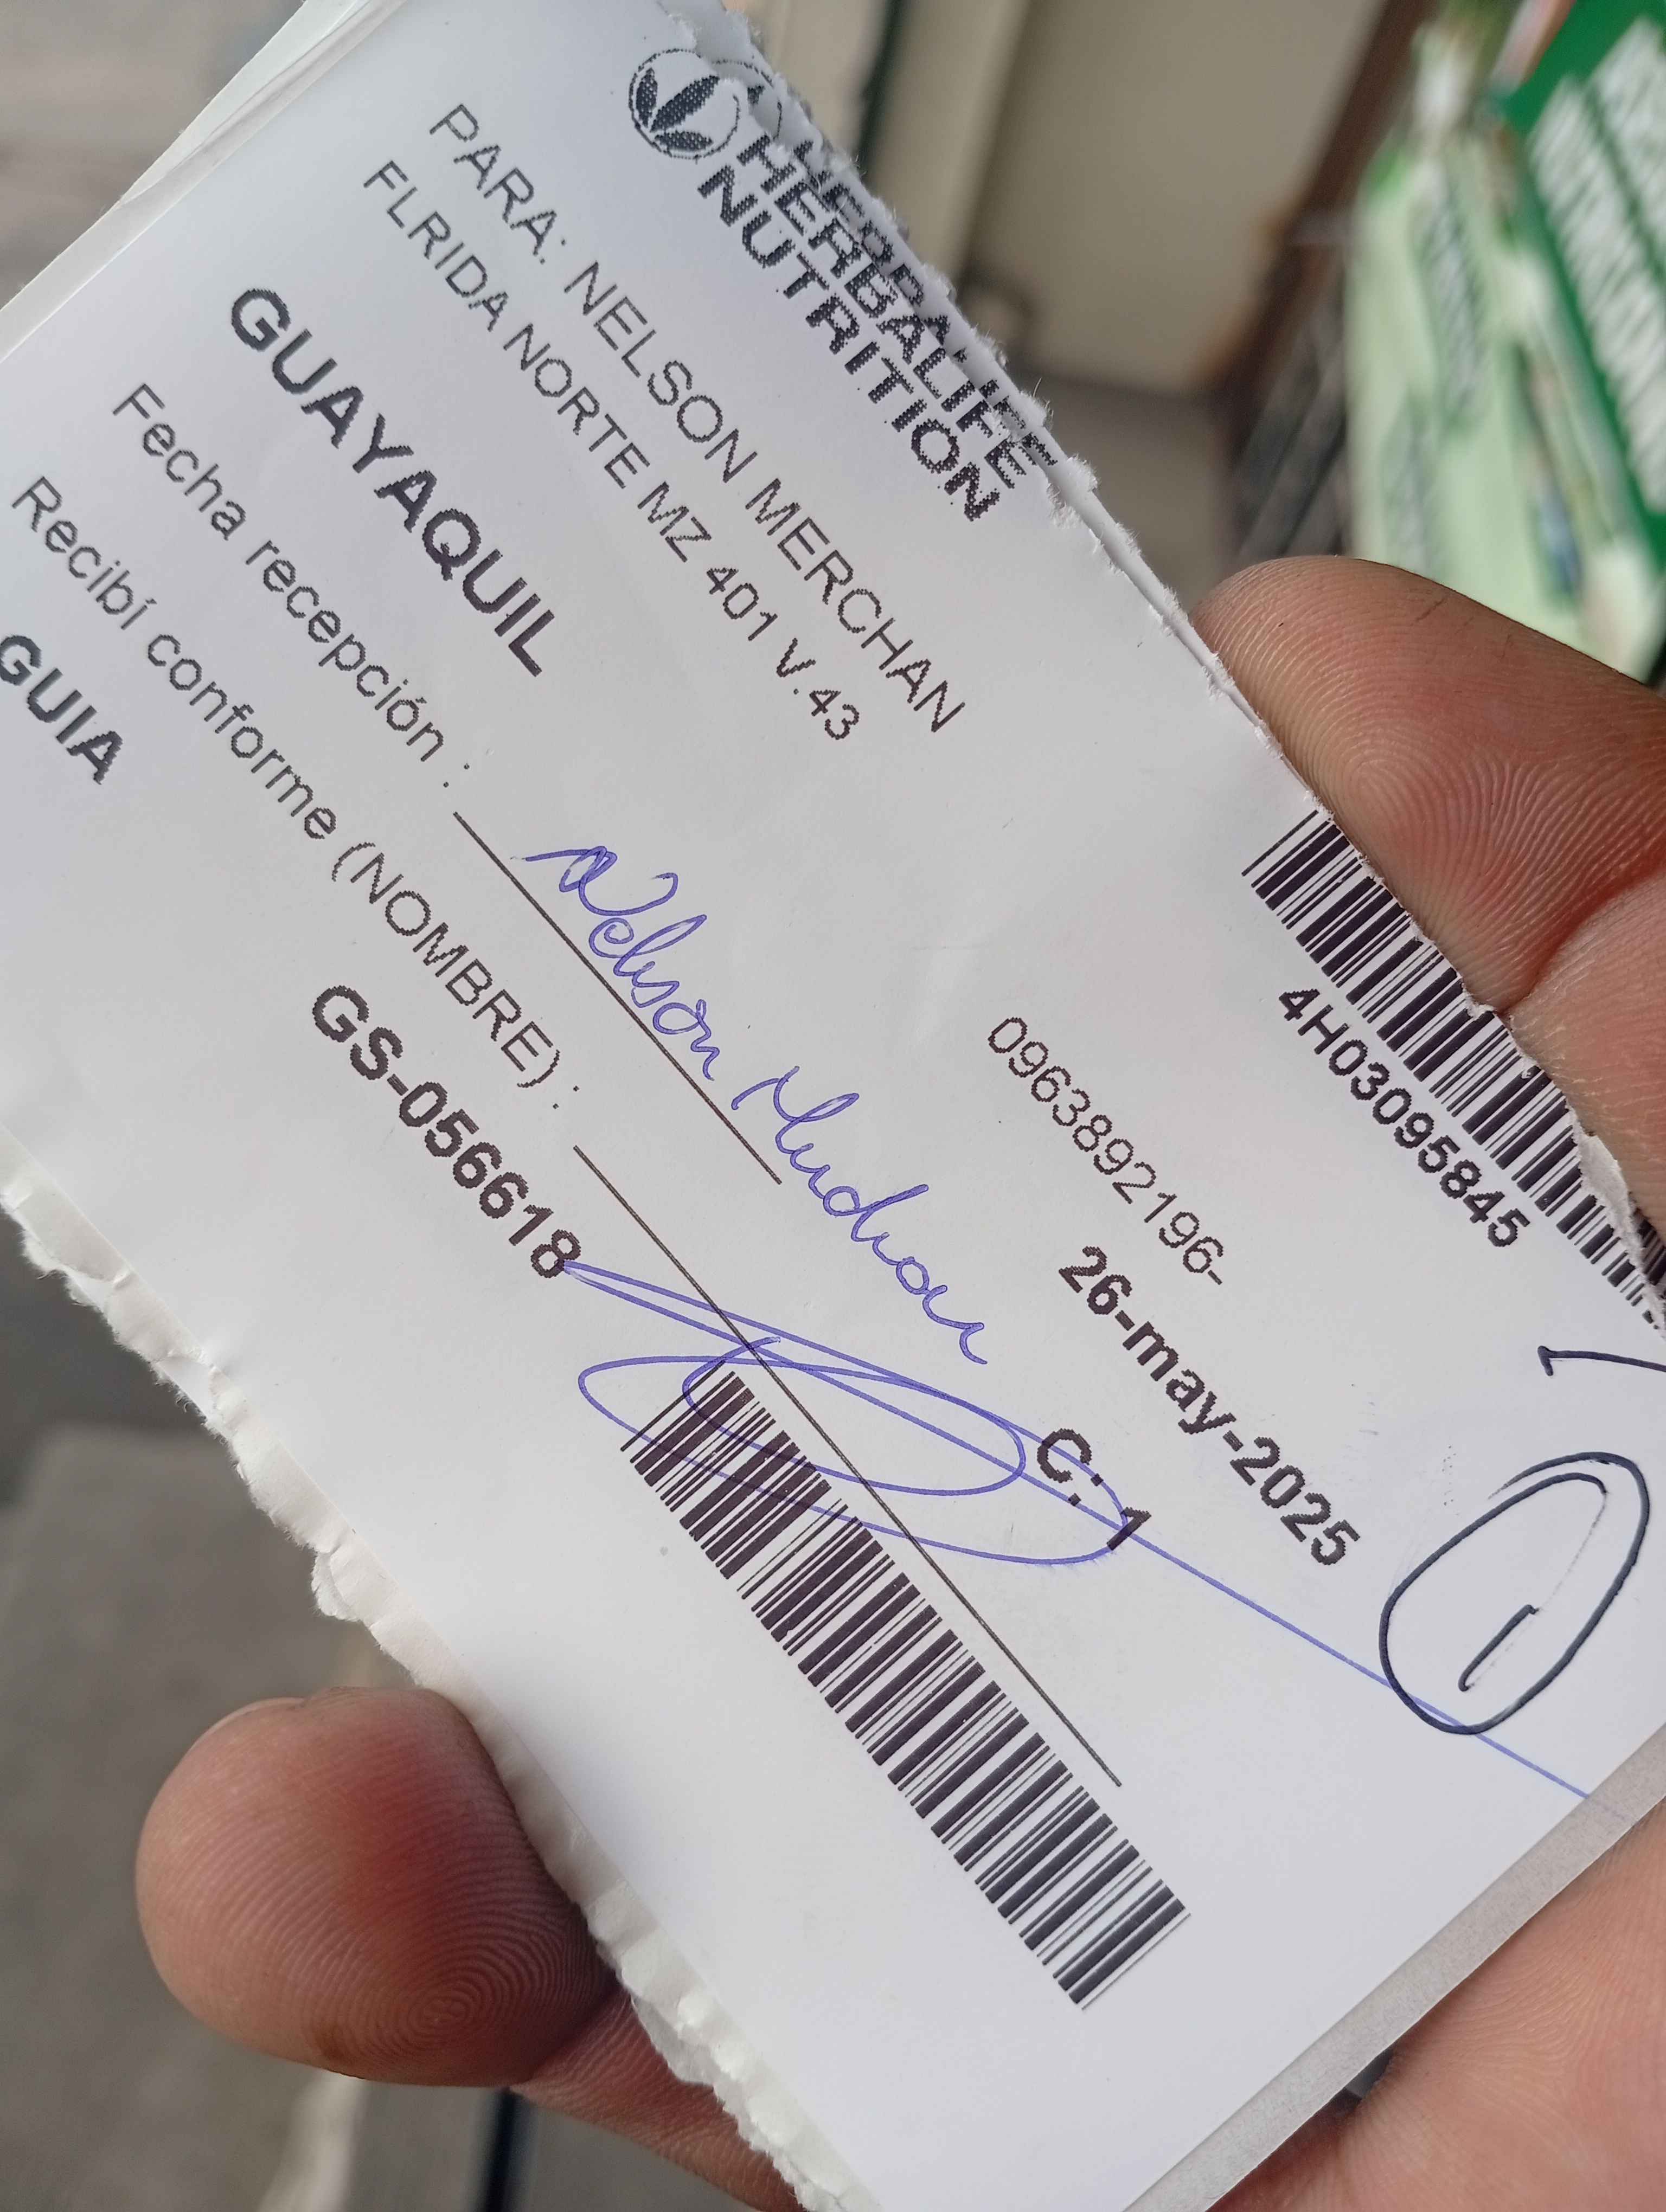 HERBALIFE
NUTRITION
4H03095845
PARA: NELSON MERCHAN
FLRIDA NORTE MZ 401 V.43
0963892196-
GUAYAQUIL
26-may-2025
Fecha recepción :
Nelson Merchan
C: 1
Recibí conforme (NOMBRE) :
GUIA
GS-056618